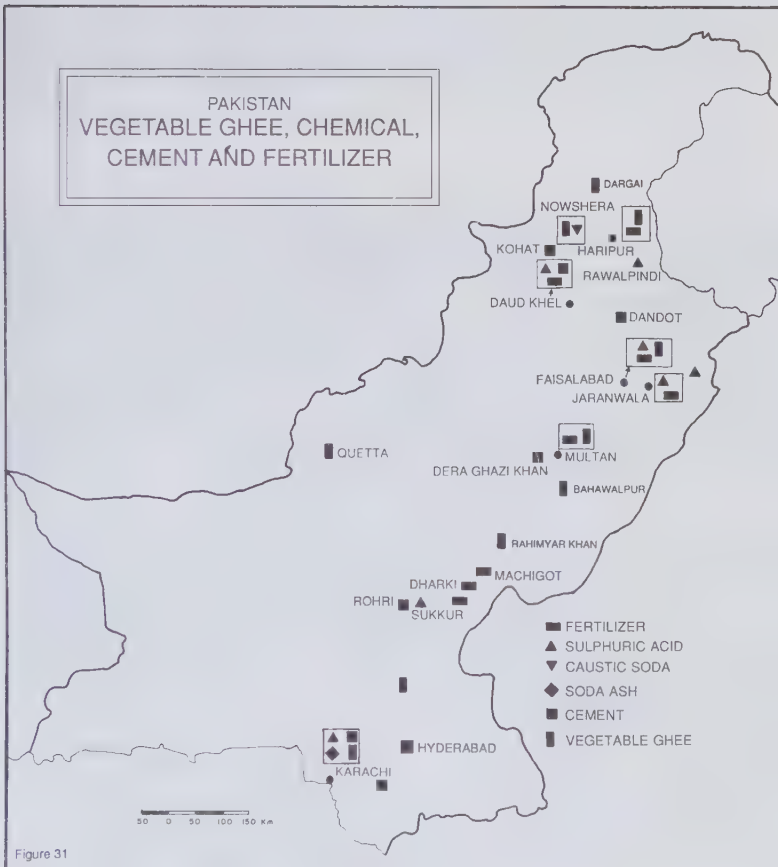 PAKISTAN
VEGETABLE GHEE, CHEMICAL,
CEMENT AND FERTILIZER
DARGAI
NOWSHERA
KOHAT
HARIPUR
RAWALPINDI
DAUD KHEL
DANDOT
FAISALABAD
JARANWALA
QUETTA
MULTAN
DERA GHAZI KHAN
BAHAWALPUR
RAHIMYAR KHAN
MACHIGOT
DHARKI
ROHRI
SUKKUR
FERTILIZER
SULPHURIC ACID
CAUSTIC SODA
SODA ASH
CEMENT
VEGETABLE GHEE
HYDERABAD
KARACHI
50 0 50 100 150 Km
Figure 31